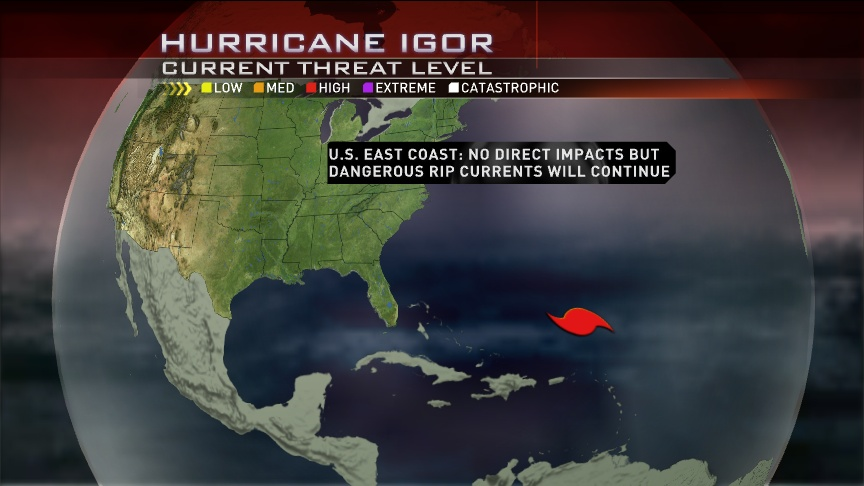 HURRICANE IGOR
CURRENT THREAT LEVEL
LOW MED HIGH EXTREME CATASTROPHIC
U.S. EAST COAST: NO DIRECT IMPACTS BUT
DANGEROUS RIP CURRENTS WILL CONTINUE